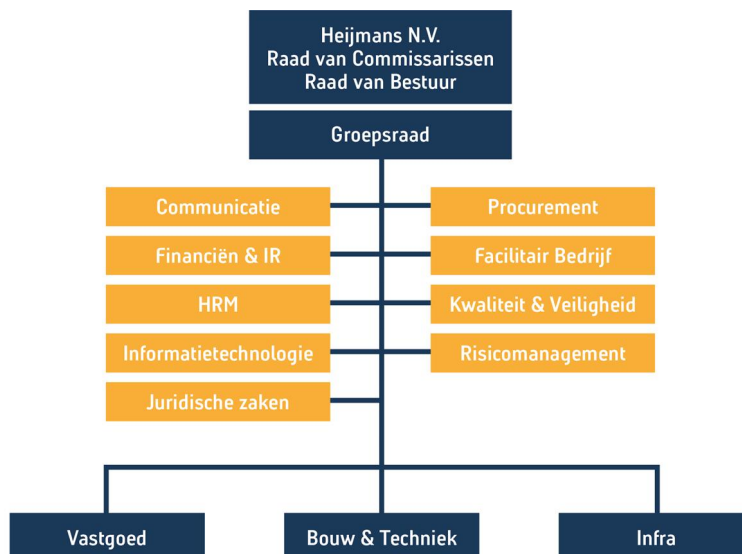 Heijmans N.V.
Raad van Commissarissen
Raad van Bestuur
Groepsraad
Communicatie
Procurement
Financiën & IR
Facilitair Bedrijf
HRM
Kwaliteit & Veiligheid
Informatietechnologie
Risicomanagement
Juridische zaken
Vastgoed
Bouw & Techniek
Infra